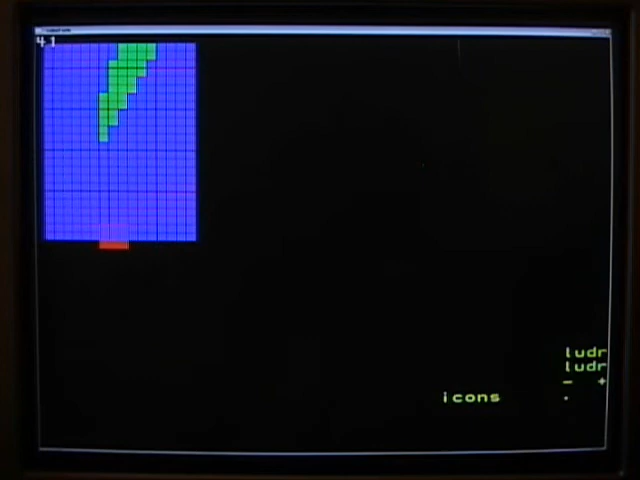 41
ludr
ludr
- +
icons .